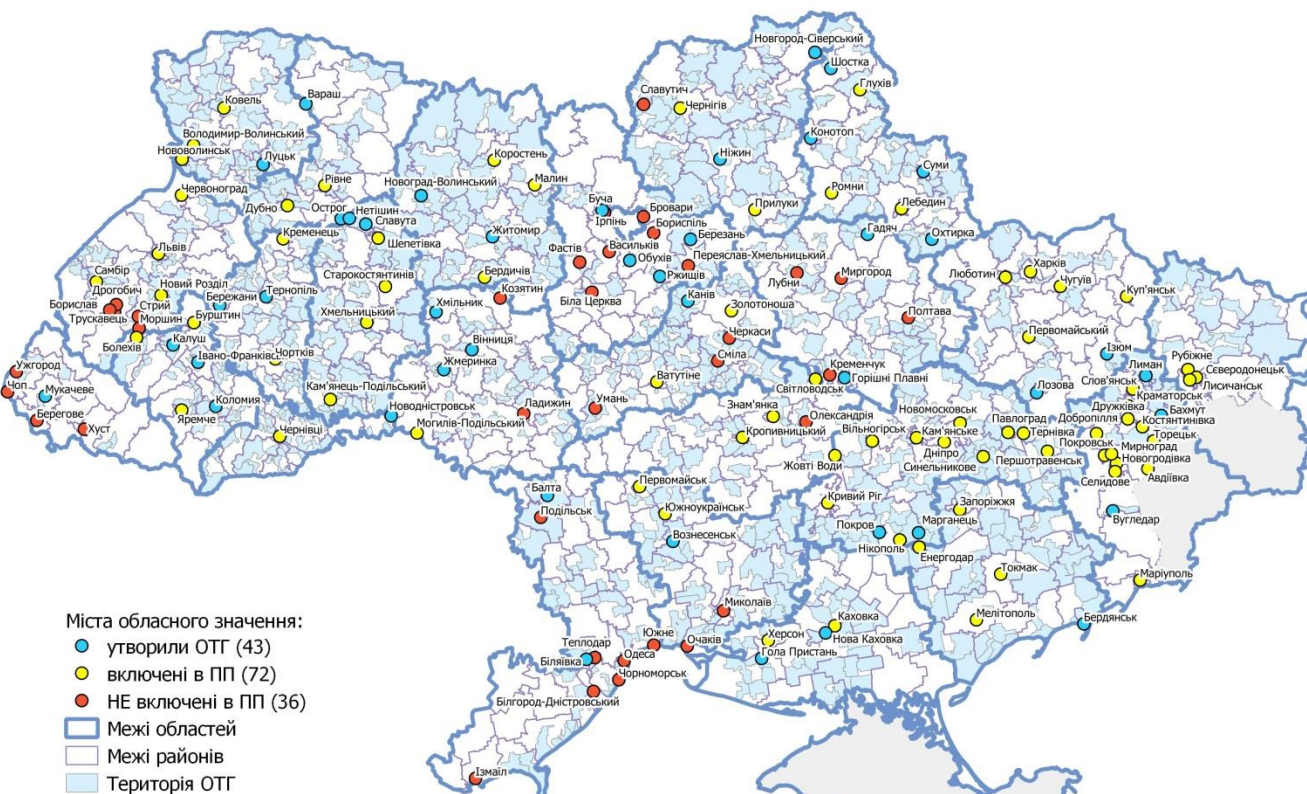 Новгород-Сіверський
Шостка
Славутич
Глухів
Ковель
Вараш
Чернігів
Володимир-Волинський
Конотоп
Нововолинськ
Луцьк
Коростень
Ніжин
Суми
Червоноград
Рівне
Новоград-Волинський
Малин
Ромни
Дубно
Острог
Нетішин
Буча
Бровари
Прилуки
Лебедин
Славута
Ірпінь
Бориспіль
Гадяч
Кременець
Шепетівка
Житомир
Васильків
Березань
Охтирка
Львів
Фастів
Обухів
Переяслав-Хмельницький
Самбір
Старокостянтинів
Бердичів
Ржищів
Миргород
Люботин
Харків
Дрогобич
Новий Розділ
Тернопіль
Лубни
Чугуїв
Борислав
Стрий
Бережани
Хмільник
Козятин
Біла Церква
Канів
Золотоноша
Куп'янськ
Трускавець
Моршин
Бурштин
Хмельницький
Полтава
Болехів
Калуш
Вінниця
Черкаси
Первомайський
Івано-Франківськ
Чортків
Жмеринка
Сміла
Ізюм
Рубіжне
Ужгород
Ватутіне
Кременчук
Лиман
Сєвєродонецьк
Чоп
Мукачеве
Кам'янець-Подільський
Горішні Плавні
Слов'янськ
Лисичанськ
Світловодськ
Лозова
Краматорськ
Берегове
Коломия
Новодністровськ
Ладижин
Умань
Знам'янка
Олександрія
Новомосковськ
Павлоград
Добропілля
Дружківка
Бахмут
Яремче
Хуст
Могилів-Подільський
Вільногірськ
Кам'янське
Тернівка
Костянтинівка
Чернівці
Кропивницький
Дніпро
Покровськ
Торецьк
Мирноград
Жовті Води
Синельникове
Першотравенськ
Новогродівка
Селидове
Авдіївка
Балта
Первомайськ
Кривий Ріг
Запоріжжя
Подільськ
Южноукраїнськ
Покров
Марганець
Вугледар
Вознесенськ
Нікополь
Енергодар
Токмак
Маріуполь
Миколаїв
Каховка
Мелітополь
Бердянськ
Міста обласного значення:
утворили ОТГ (43)
включені в ПП (72)
НЕ включені в ПП (36)
Межі областей
Межі районів
Територія ОТГ
Теплодар
Южне
Очаків
Херсон
Нова Каховка
Біляївка
Одеса
Гола Пристань
Чорноморськ
Білгород-Дністровський
Ізмаїл